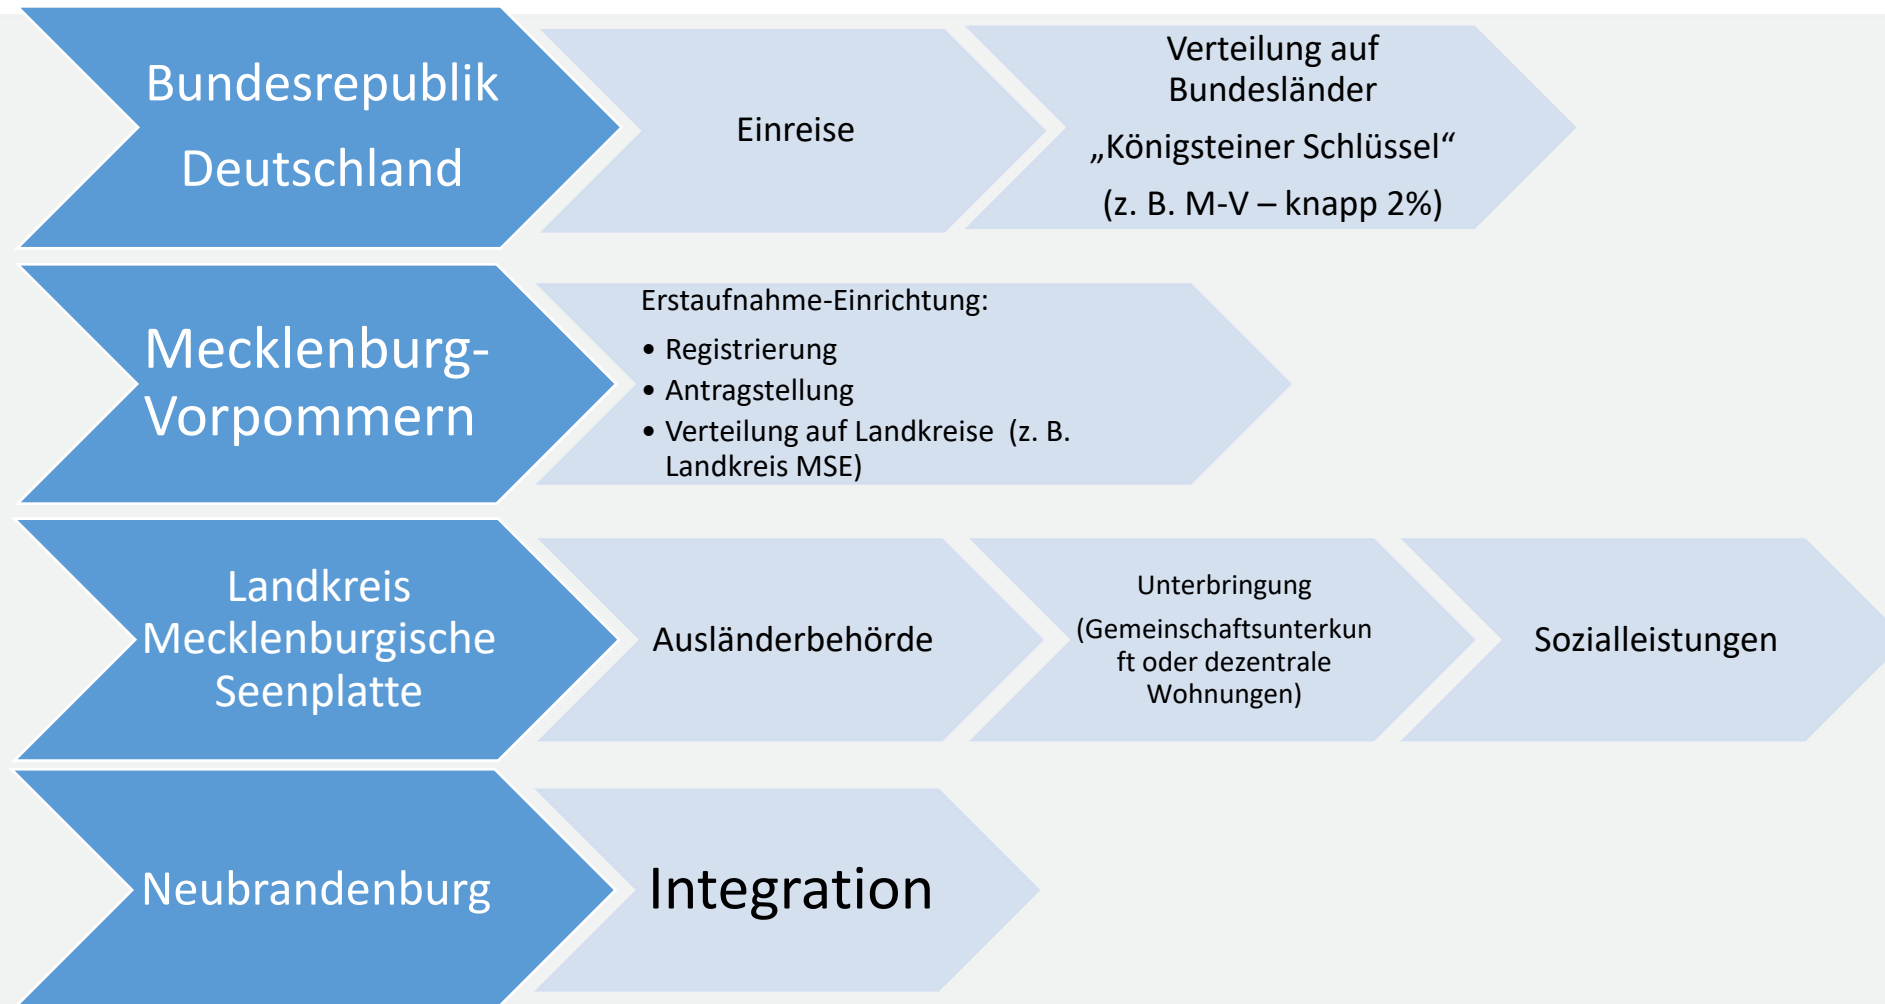 Bundesrepublik
Deutschland
Einreise
Verteilung auf
Bundesländer
„Königsteiner Schlüssel“
(z. B. M-V – knapp 2%)
Mecklenburg-
Vorpommern
Erstaufnahme-Einrichtung:
• Registrierung
• Antragstellung
• Verteilung auf Landkreise (z. B.
Landkreis MSE)
Landkreis
Mecklenburgische
Seenplatte
Ausländerbehörde
Unterbringung
(Gemeinschaftsunterkun
ft oder dezentrale
Wohnungen)
Sozialleistungen
Neubrandenburg
Integration